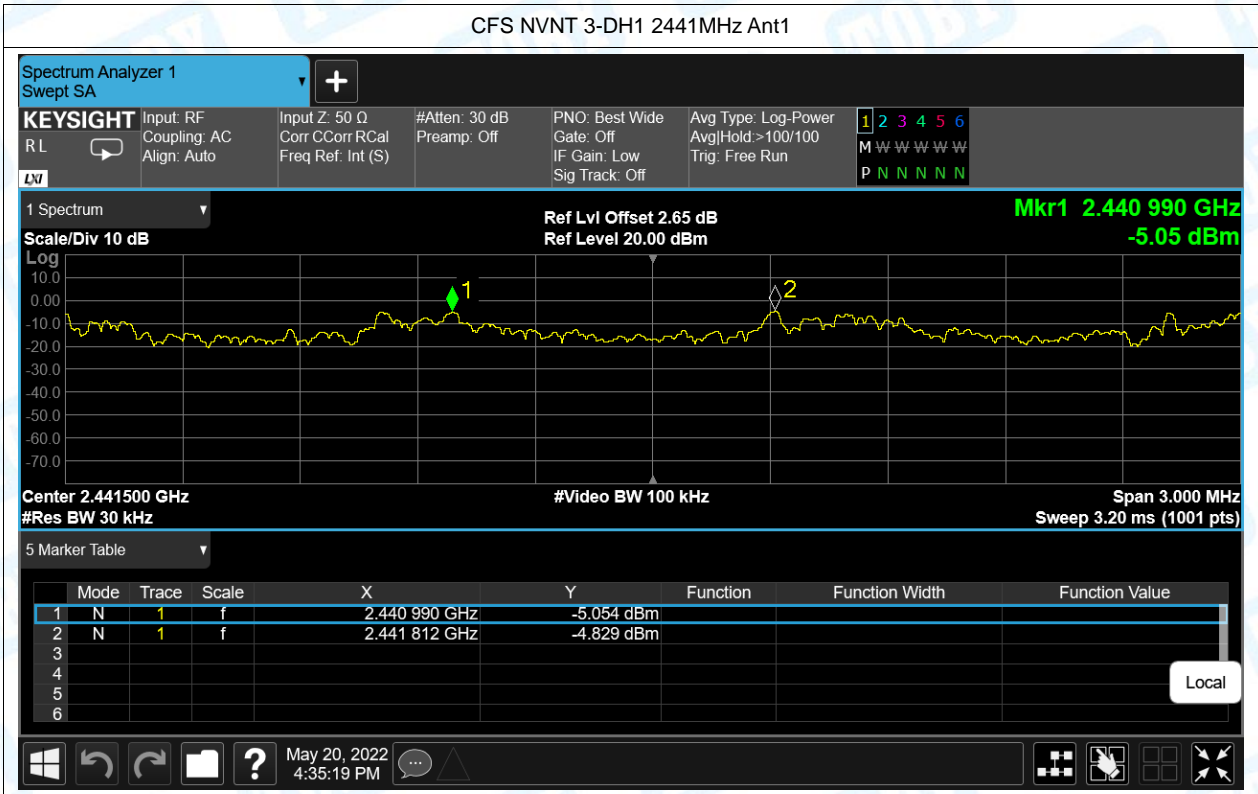 CFS NVNT 3-DH1 2441MHz Ant1
Spectrum Analyzer 1
Swept SA
+
KEYSIGHT
RL
LXI
Input: RF
Coupling: AC
Align: Auto
Input Z: 50 Ω
Corr CCorr RCal
Freq Ref: Int (S)
#Atten: 30 dB
Preamp: Off
PNO: Best Wide
Gate: Off
IF Gain: Low
Sig Track: Off
Avg Type: Log-Power
Avg|Hold:>100/100
Trig: Free Run
1 2 3 4 5 6
M W W W W W
P N N N N N
1 Spectrum
Scale/Div 10 dB
Ref Lvl Offset 2.65 dB
Ref Level 20.00 dBm
Mkr1 2.440 990 GHz
-5.05 dBm
Log
10.0
0.00
-10.0
-20.0
-30.0
-40.0
-50.0
-60.0
-70.0
1
2
Center 2.441500 GHz
#Video BW 100 kHz
Span 3.000 MHz
#Res BW 30 kHz
Sweep 3.20 ms (1001 pts)
5 Marker Table
Mode Trace Scale X Y Function Function Width Function Value
1 N 1 f 2.440 990 GHz -5.054 dBm
2 N 1 f 2.441 812 GHz -4.829 dBm
3
4
5
6
Local
?
May 20, 2022
4:35:19 PM